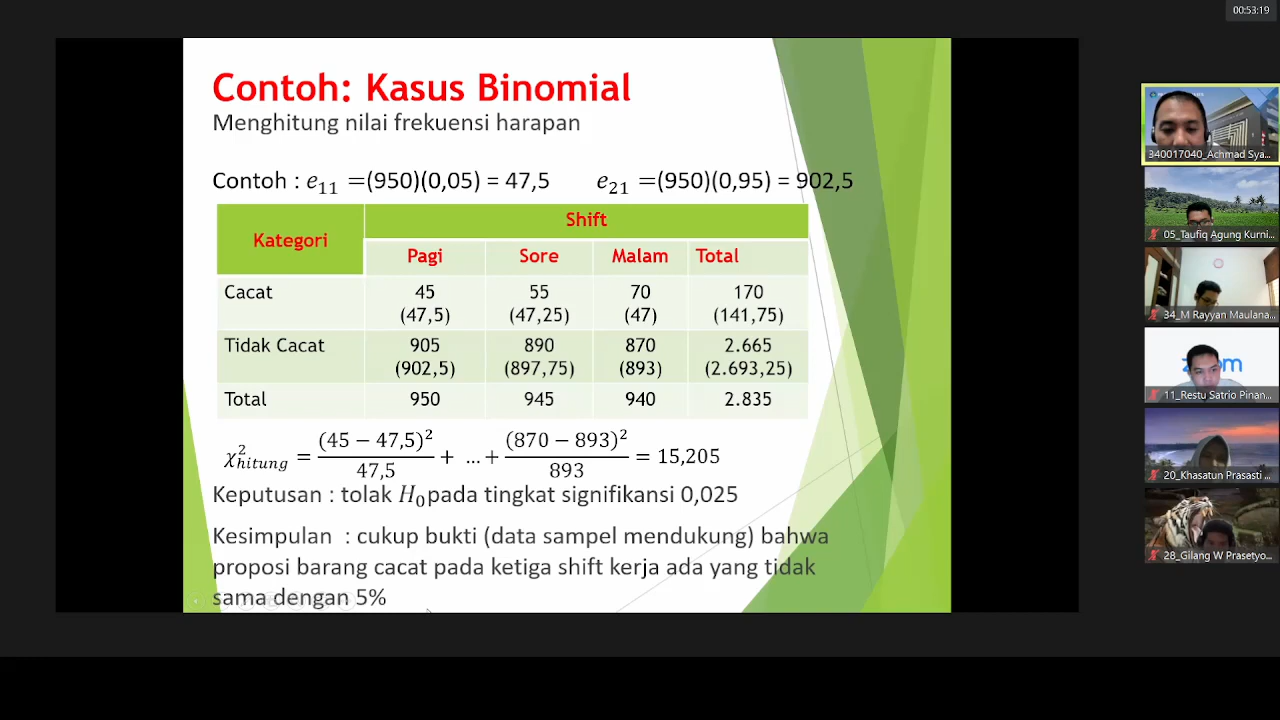 00:53:19
Contoh: Kasus Binomial
Menghitung nilai frekuensi harapan
Contoh : e₁₁ =(950)(0,05) = 47,5 e₂₁ =(950)(0,95) = 902,5
Kategori Shift
Pagi Sore Malam Total
Cacat 45 55 70 170
(47,5) (47,25) (47) (141,75)
Tidak Cacat 905 890 870 2.665
(902,5) (897,75) (893) (2.693,25)
Total 950 945 940 2.835
χ²hitung = (45 − 47,5)²/47,5 + …+ (870 − 893)²/893 = 15,205
Keputusan : tolak H₀pada tingkat signifikansi 0,025
Kesimpulan : cukup bukti (data sampel mendukung) bahwa
proposi barang cacat pada ketiga shift kerja ada yang tidak
sama dengan 5%
340017040_Achmad Sya...
05_Taufiq Agung Kurni...
34_M Rayyan Maulana...
11_Restu Satrio Pinan...
20_Khasatun Prasasti ...
28_Gilang W Prasetyo...